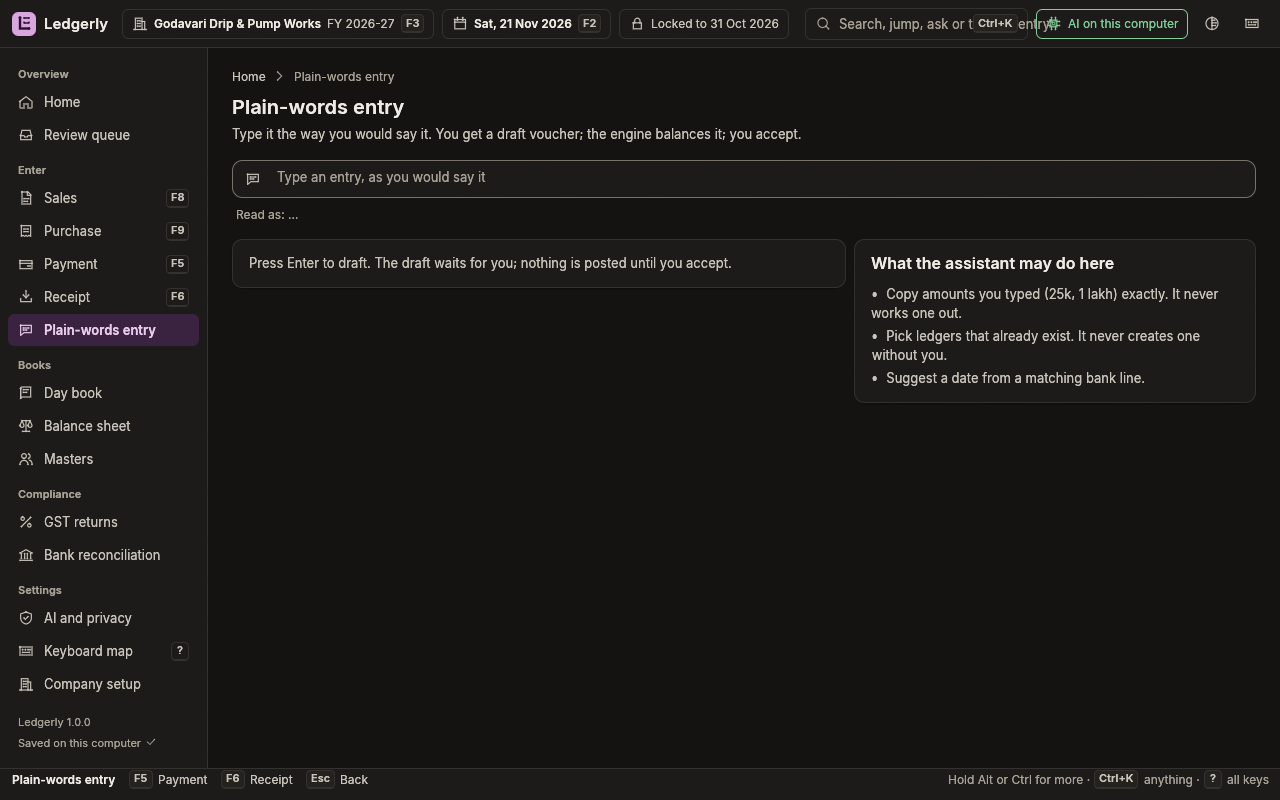 Ledgerly
Godavari Drip & Pump Works FY 2026-27 F3
Sat, 21 Nov 2026 F2
Locked to 31 Oct 2026
Search, jump, ask or t Ctrl+K entry
AI on this computer
Overview
Home
Review queue
Enter
Sales F8
Purchase F9
Payment F5
Receipt F6
Plain-words entry
Books
Day book
Balance sheet
Masters
Compliance
GST returns
Bank reconciliation
Settings
AI and privacy
Keyboard map ?
Company setup
Ledgerly 1.0.0
Saved on this computer
Home > Plain-words entry
Plain-words entry
Type it the way you would say it. You get a draft voucher; the engine balances it; you accept.
Type an entry, as you would say it
Read as: ...
Press Enter to draft. The draft waits for you; nothing is posted until you accept.
What the assistant may do here
• Copy amounts you typed (25k, 1 lakh) exactly. It never
works one out.
• Pick ledgers that already exist. It never creates one
without you.
• Suggest a date from a matching bank line.
Plain-words entry F5 Payment F6 Receipt Esc Back
Hold Alt or Ctrl for more · Ctrl+K anything · ? all keys